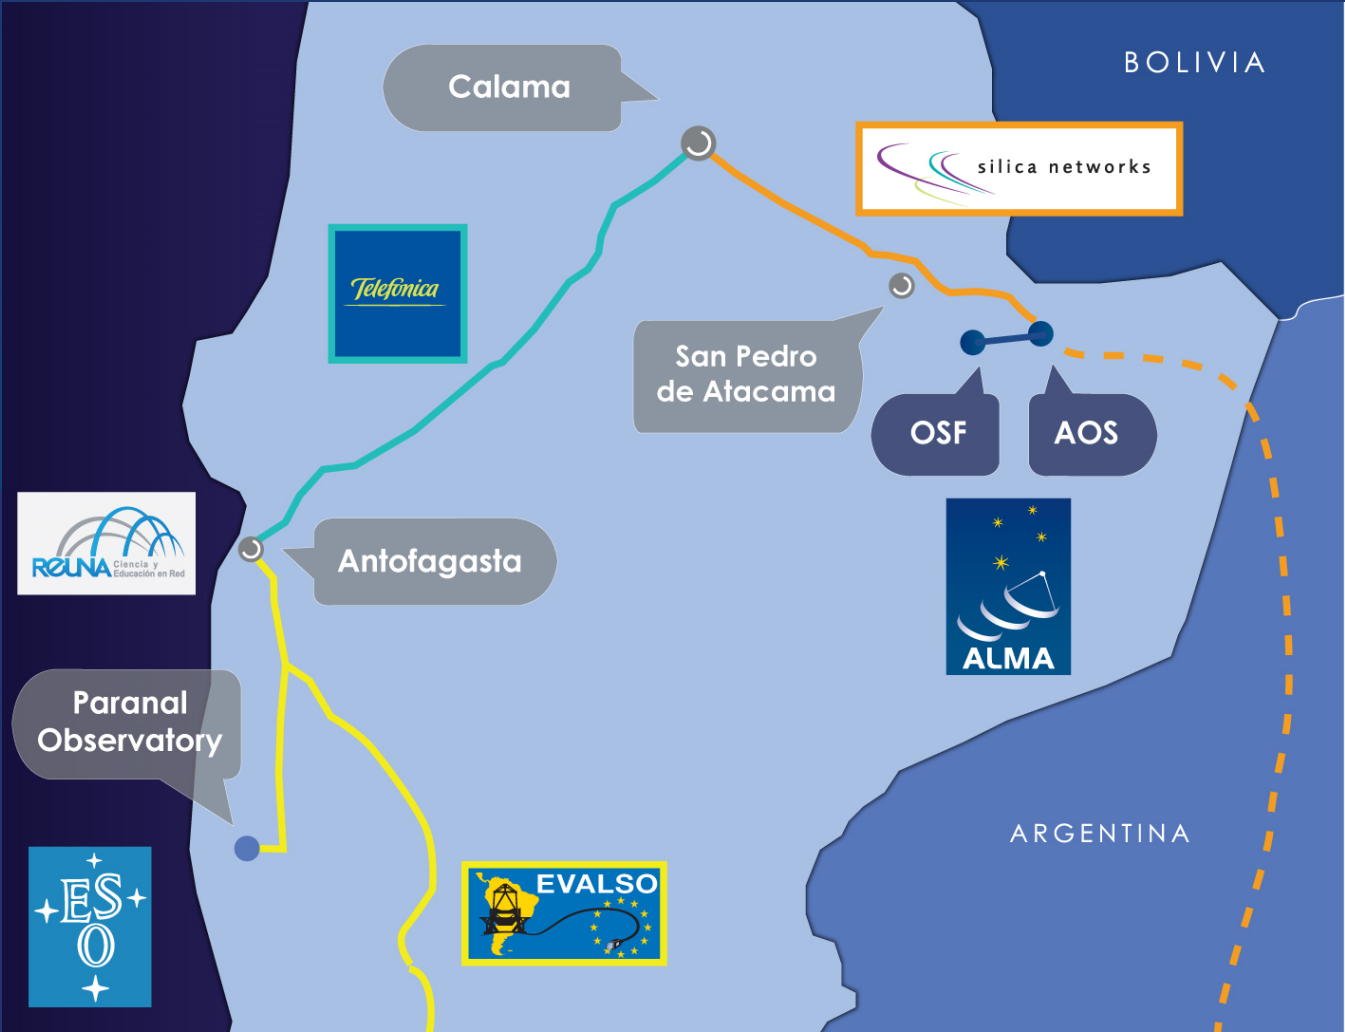 BOLIVIA
Calama
silica networks
Telefónica
San Pedro
de Atacama
OSF
AOS
REUNA Ciencia y
Educación en Red
Antofagasta
ALMA
Paranal
Observatory
ARGENTINA
EVALSO
ES
O